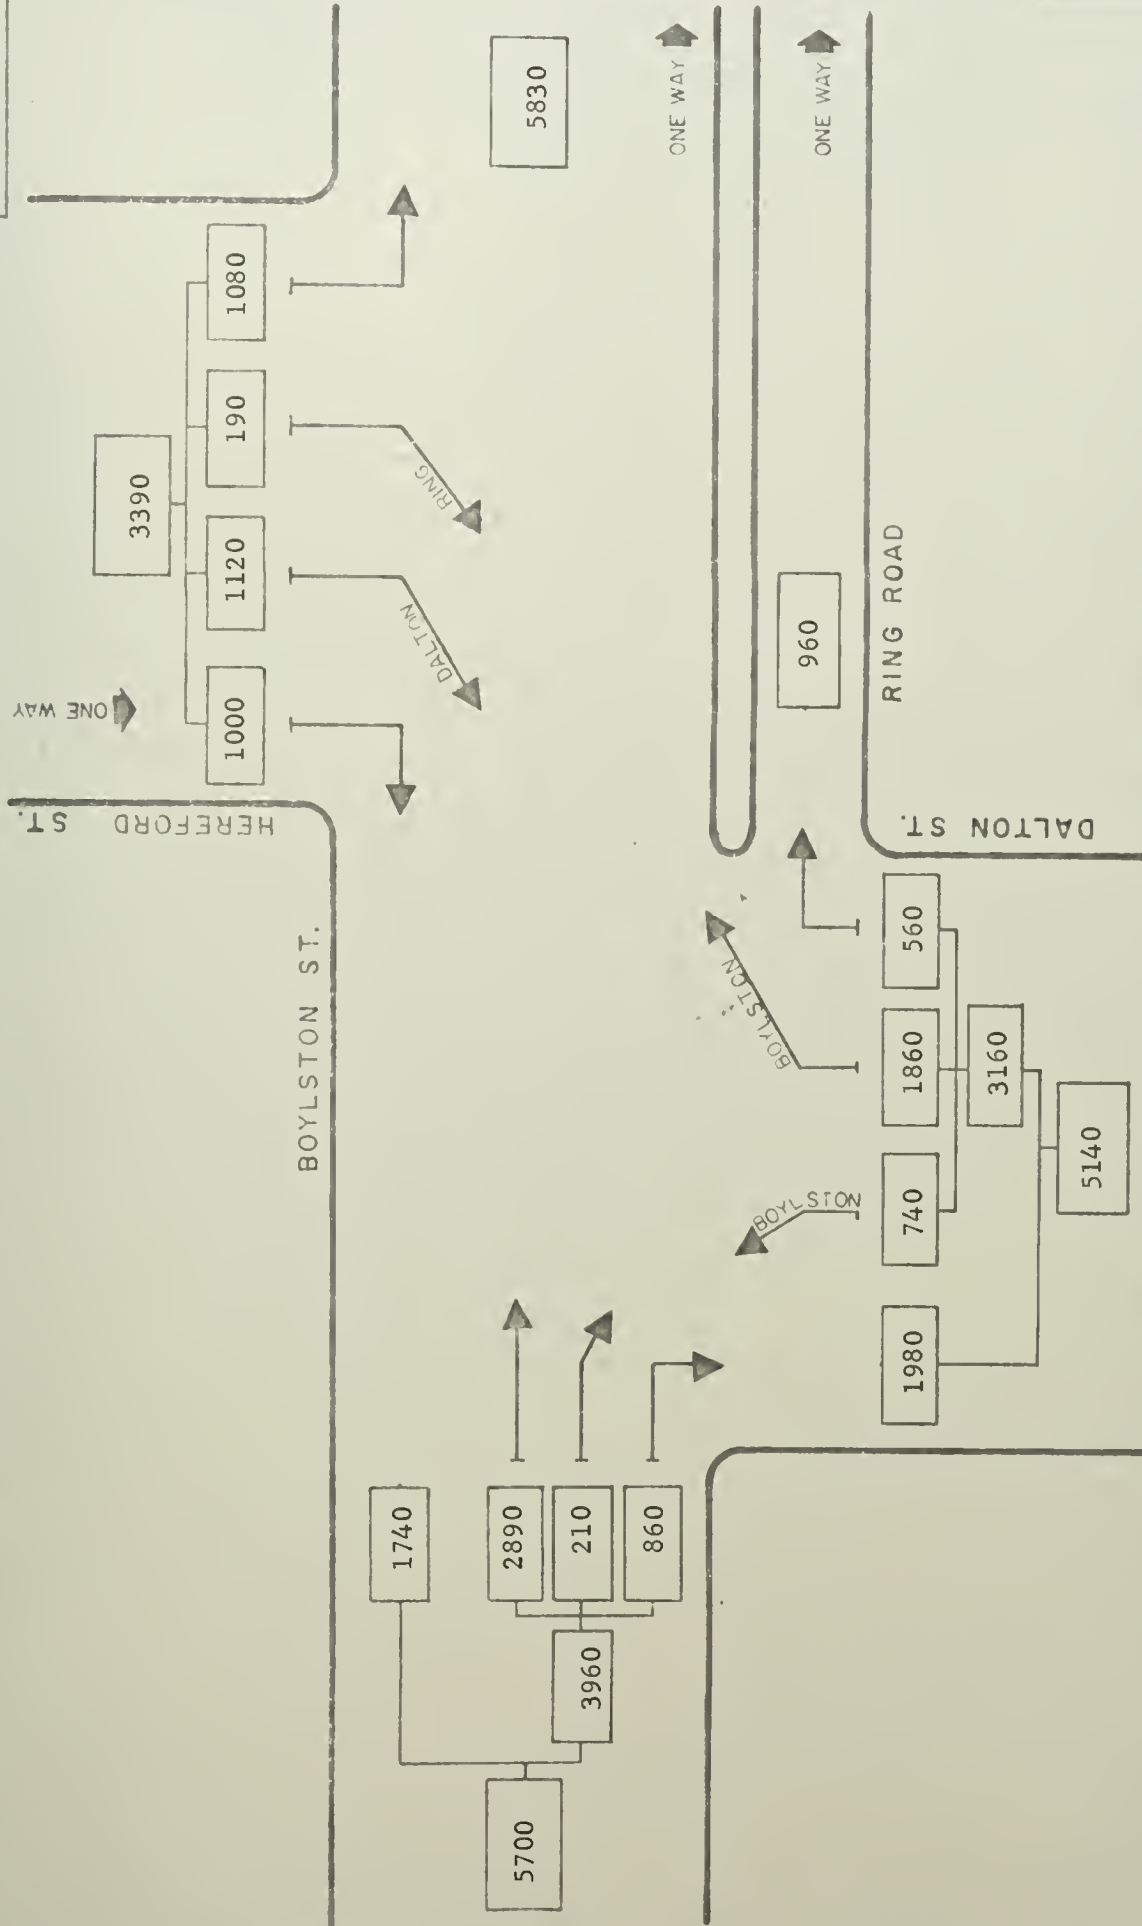 HEREFORD ST.
ONE WAY
3390
1000
1120
190
1080
DALTON
RING
5830
ONE WAY
ONE WAY
BOYLSTON ST.
5700
1740
3960
2890
210
860
BOYLSTON
BOYLSTON
960
RING ROAD
DALTON ST.
1980
740
1860
560
3160
5140